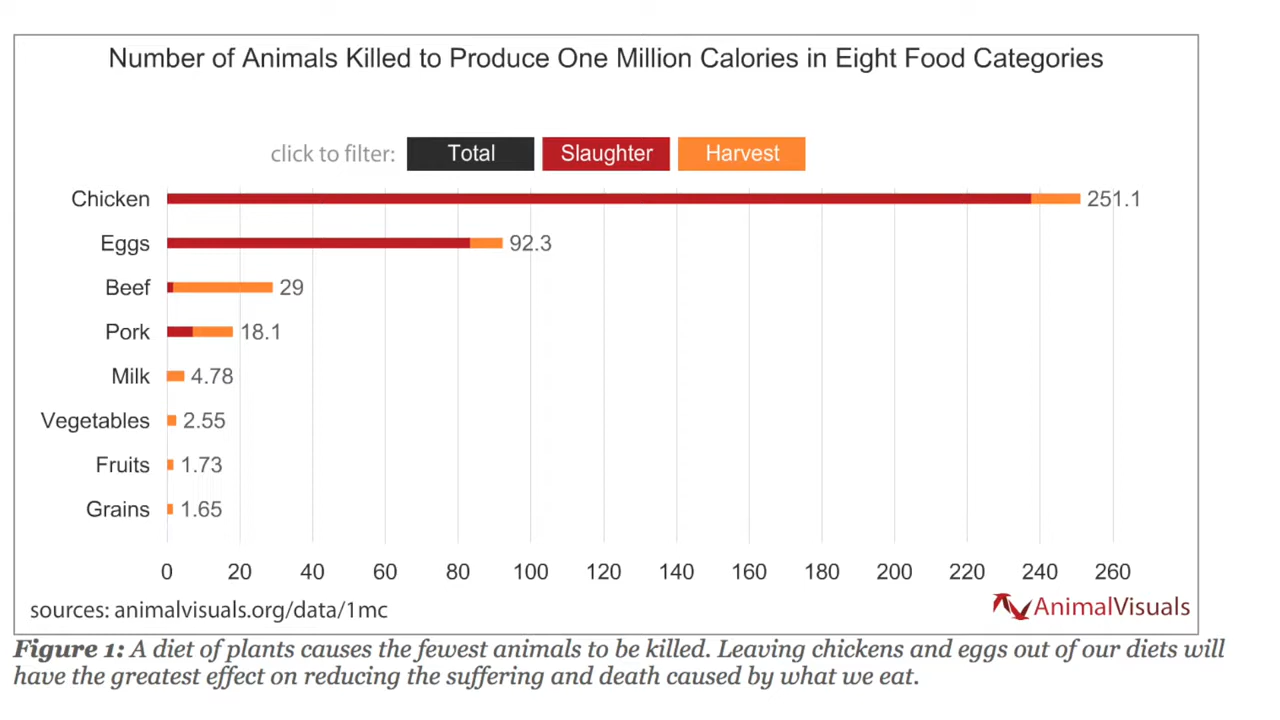 Number of Animals Killed to Produce One Million Calories in Eight Food Categories
click to filter: Total Slaughter Harvest
Chicken 251.1
Eggs 92.3
Beef 29
Pork 18.1
Milk 4.78
Vegetables 2.55
Fruits 1.73
Grains 1.65
0 20 40 60 80 100 120 140 160 180 200 220 240 260
sources: animalvisuals.org/data/1mc AnimalVisuals
Figure 1: A diet of plants causes the fewest animals to be killed. Leaving chickens and eggs out of our diets will
have the greatest effect on reducing the suffering and death caused by what we eat.